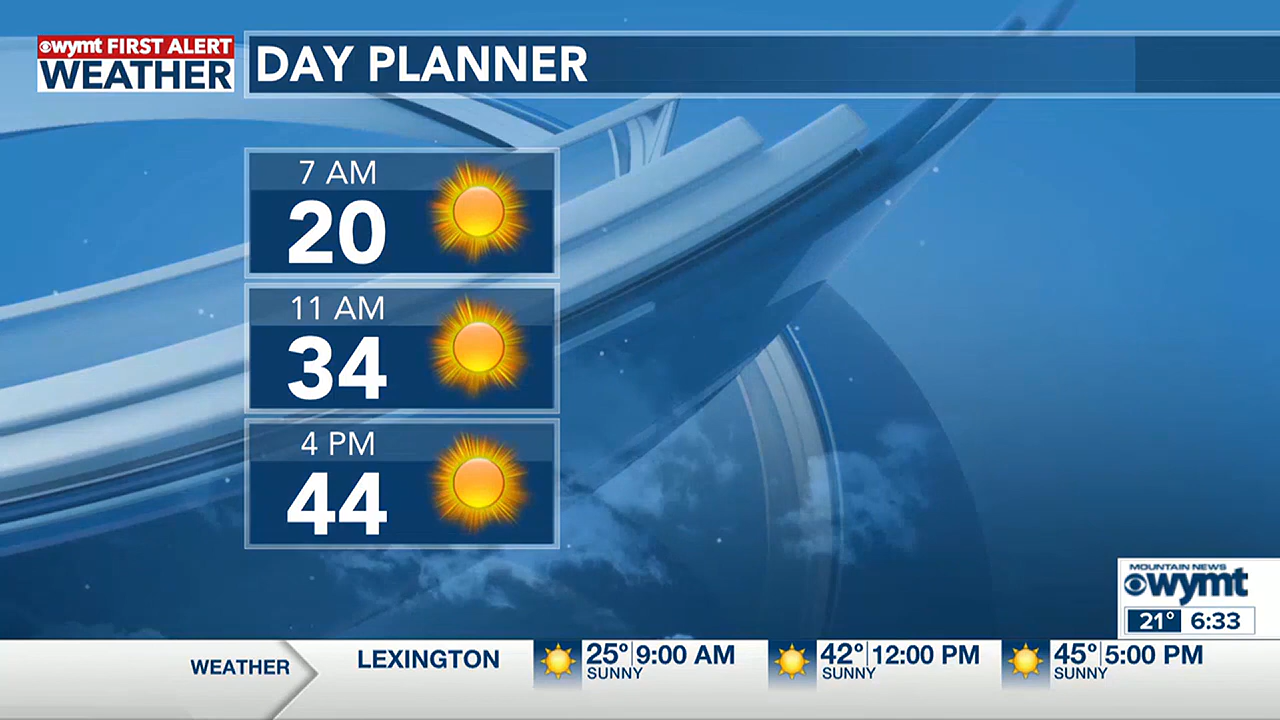 wymt FIRST ALERT
WEATHER
DAY PLANNER
7 AM
20
11 AM
34
4 PM
44
MOUNTAIN NEWS
wymt
21° 6:33
WEATHER
LEXINGTON
25° 9:00 AM
SUNNY
42° 12:00 PM
SUNNY
45° 5:00 PM
SUNNY